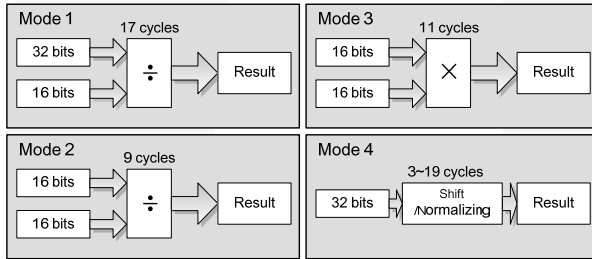 Mode 1
17 cycles
32 bits
16 bits
÷
Result
Mode 3
11 cycles
16 bits
16 bits
×
Result
Mode 2
9 cycles
16 bits
16 bits
÷
Result
Mode 4
3~19 cycles
32 bits
Shift
/Normalizing
Result